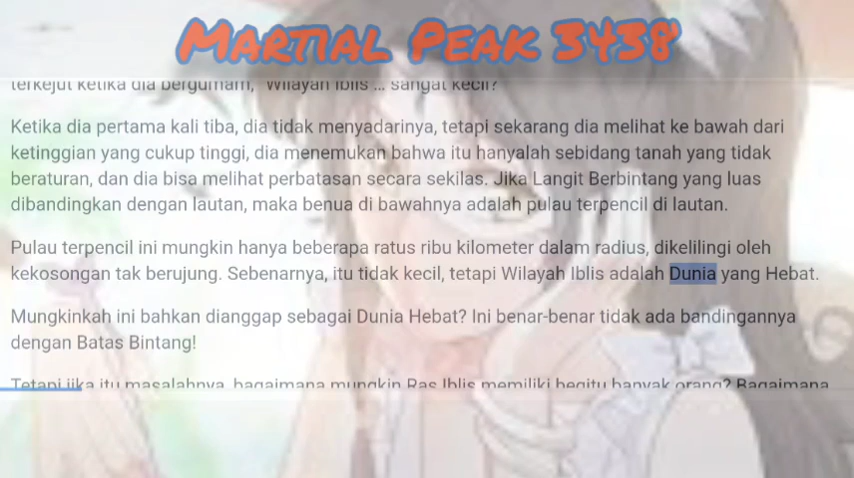 MARTIAL PEAK 3438
terkejut ketika dia bergumam, "Wilayah Iblis ... sangat kecil?
Ketika dia pertama kali tiba, dia tidak menyadarinya, tetapi sekarang dia melihat ke bawah dari
ketinggian yang cukup tinggi, dia menemukan bahwa itu hanyalah sebidang tanah yang tidak
beraturan, dan dia bisa melihat perbatasan secara sekilas. Jika Langit Berbintang yang luas
dibandingkan dengan lautan, maka benua di bawahnya adalah pulau terpencil di lautan.
Pulau terpencil ini mungkin hanya beberapa ratus ribu kilometer dalam radius, dikelilingi oleh
kekosongan tak berujung. Sebenarnya, itu tidak kecil, tetapi Wilayah Iblis adalah Dunia yang Hebat.
Mungkinkah ini bahkan dianggap sebagai Dunia Hebat? Ini benar-benar tidak ada bandingannya
dengan Batas Bintang!
Tetapi jika itu masalahnya, bagaimana mungkin Ras Iblis memiliki begitu banyak orang? Bagaimana